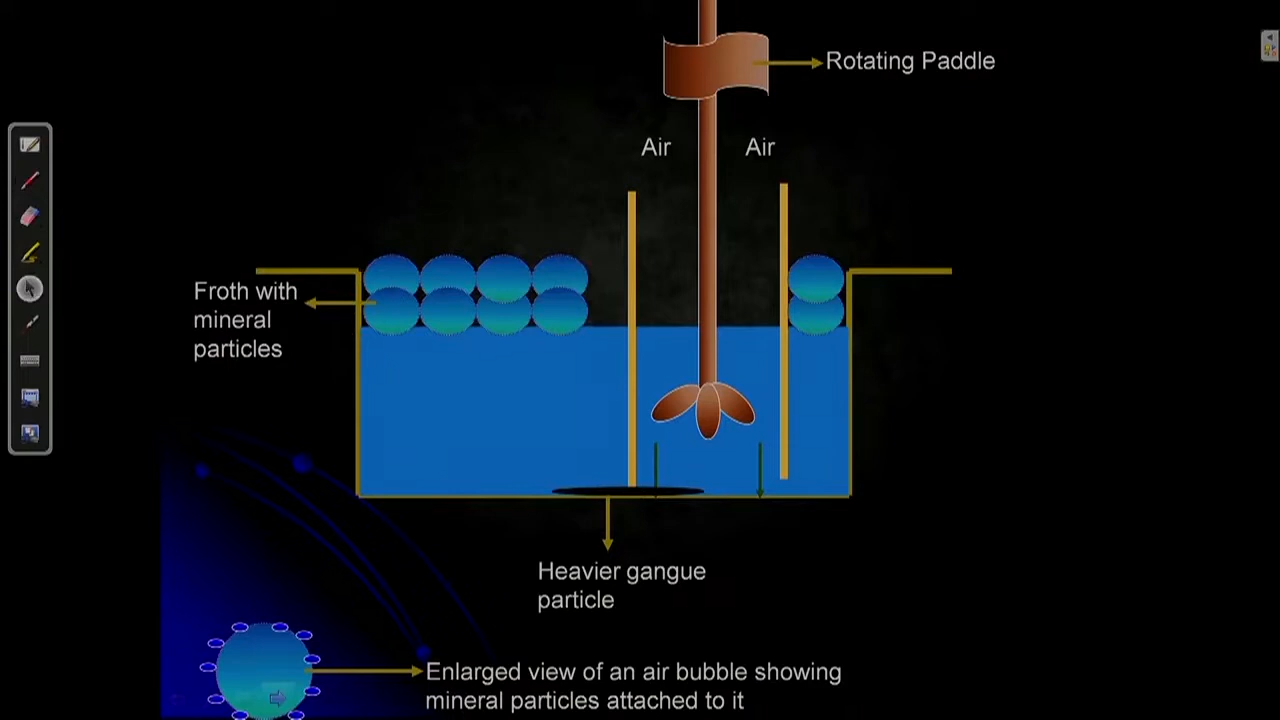 Rotating Paddle
Air Air
Froth with
mineral
particles
Heavier gangue
particle
Enlarged view of an air bubble showing
mineral particles attached to it